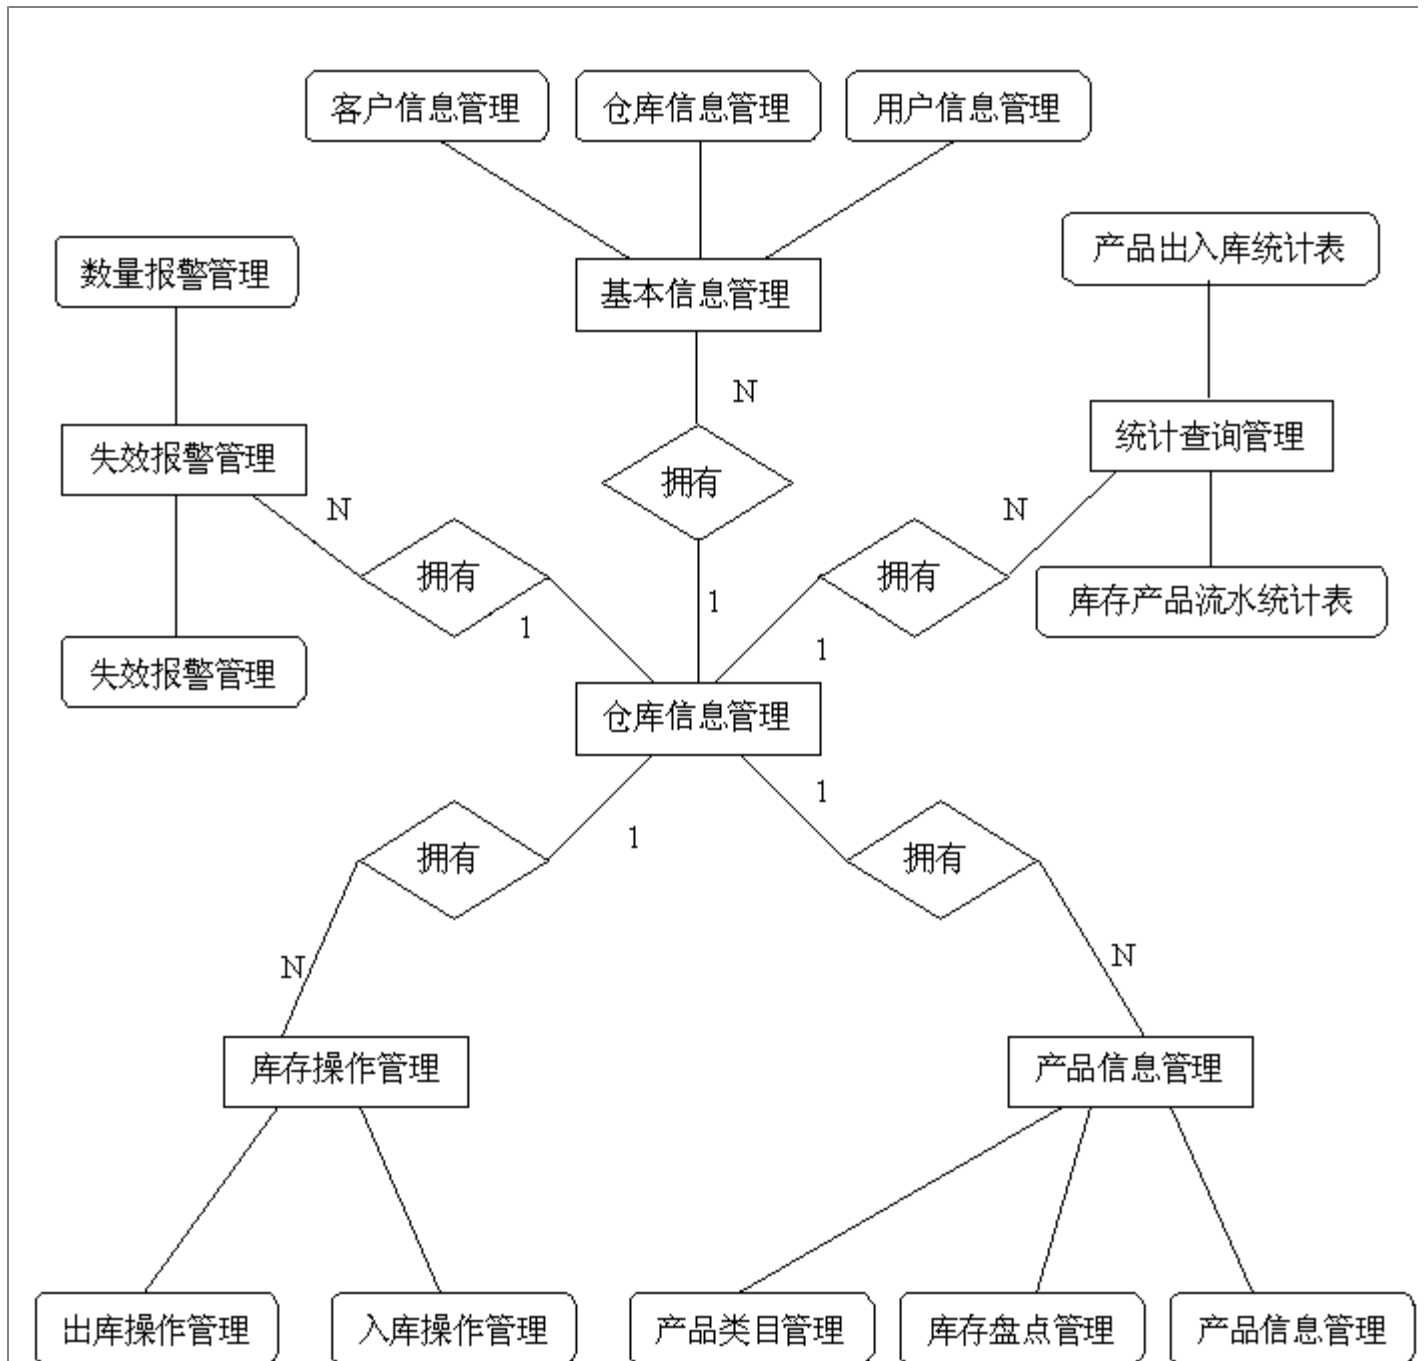 客户信息管理
仓库信息管理
用户信息管理
产品出入库统计表
数量报警管理
基本信息管理
N
统计查询管理
失效报警管理
拥有
N
N
拥有
拥有
库存产品流水统计表
1
1
1
失效报警管理
仓库信息管理
1
1
拥有
拥有
N
N
库存操作管理
产品信息管理
出库操作管理
入库操作管理
产品类目管理
库存盘点管理
产品信息管理